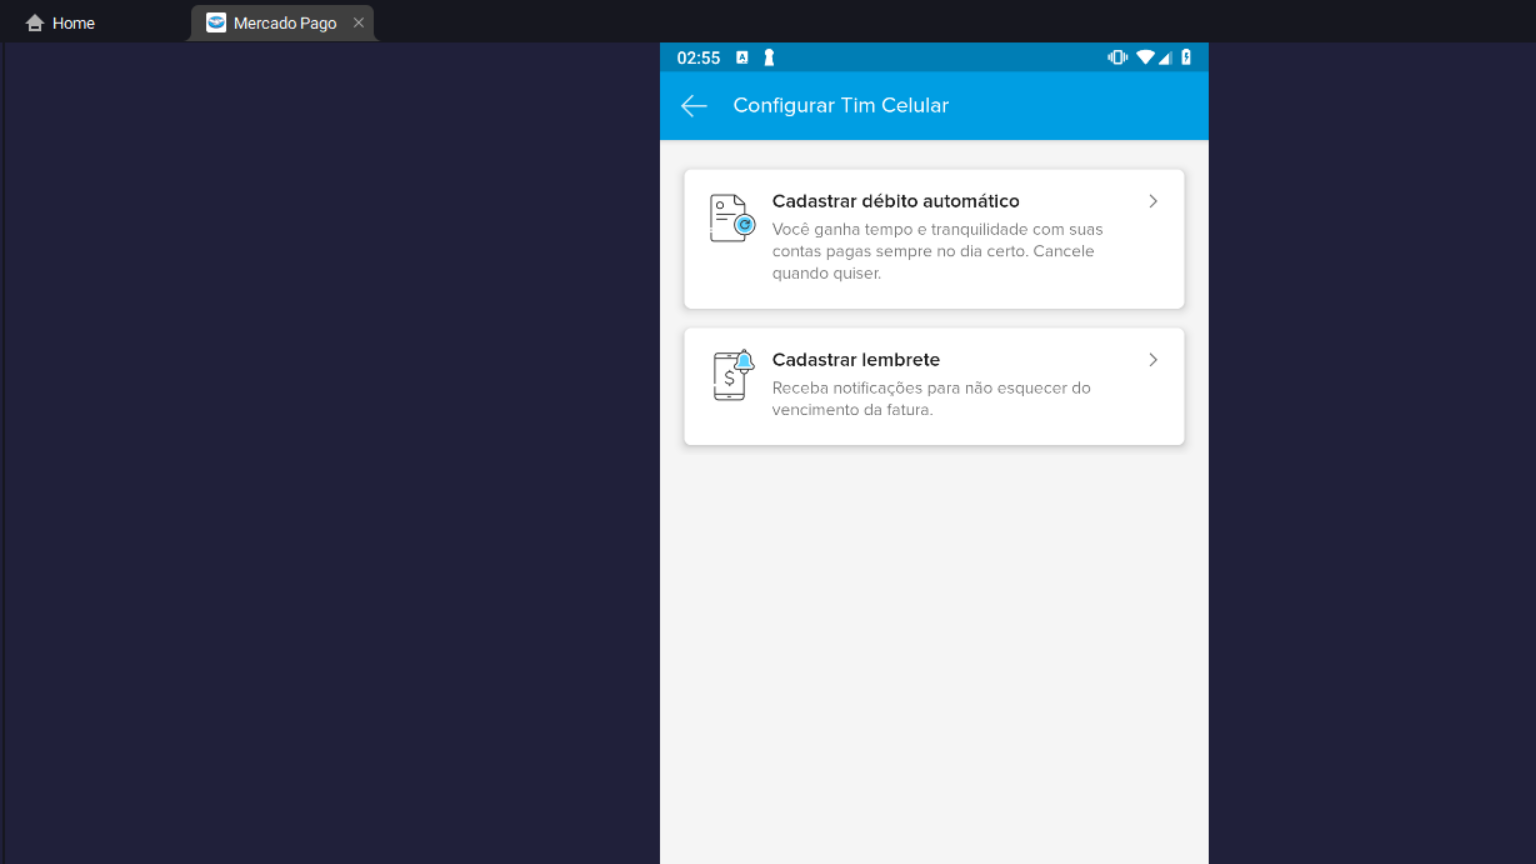 Home
Mercado Pago
02:55
Configurar Tim Celular
Cadastrar débito automático
Você ganha tempo e tranquilidade com suas
contas pagas sempre no dia certo. Cancele
quando quiser.
Cadastrar lembrete
Receba notificações para não esquecer do
vencimento da fatura.